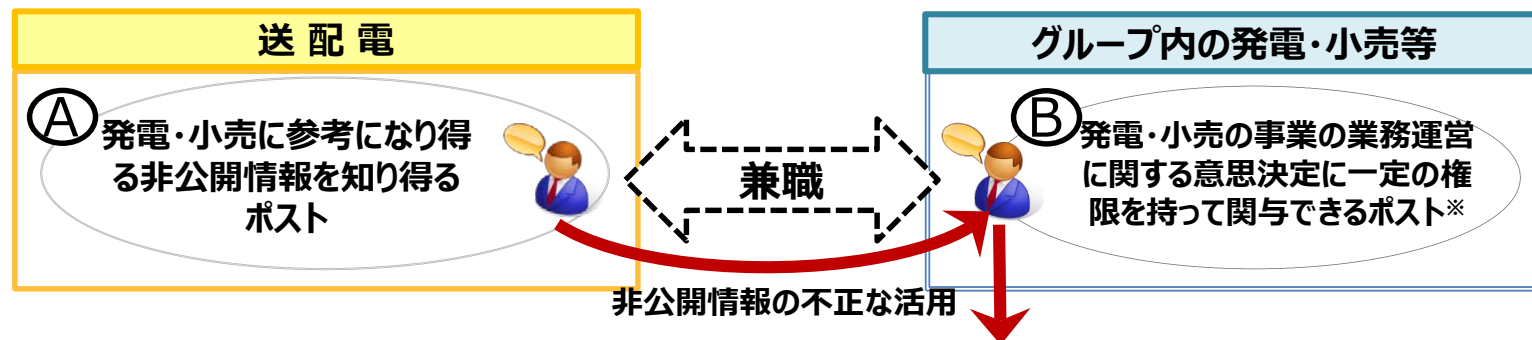 送配電
Ⓐ
発電・小売に参考になり得
る非公開情報を知り得る
ポスト
兼職
非公開情報の不正な活用
グループ内の発電・小売等
Ⓑ
発電・小売の事業の業務運営
に関する意思決定に一定の権
限を持って関与できるポスト※